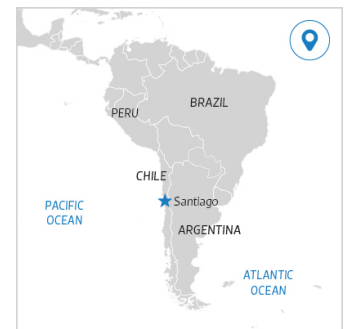 BRAZIL
PERU
CHILE
Santiago
PACIFIC
OCEAN
ARGENTINA
ATLANTIC
OCEAN